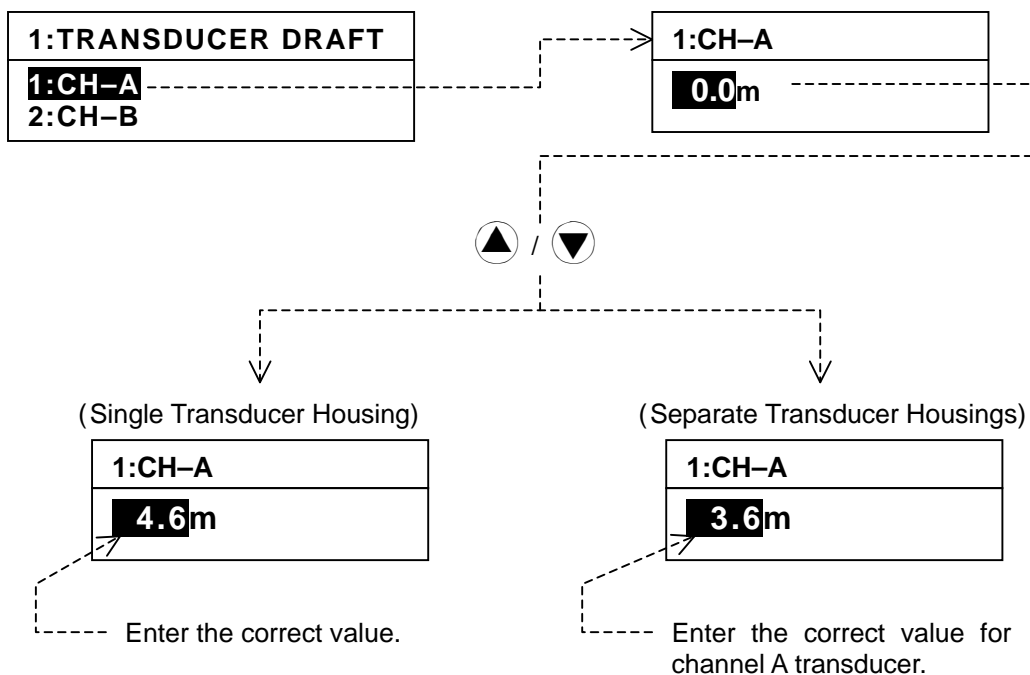 1:TRANSDUCER DRAFT
1:CH–A
2:CH–B
1:CH–A
0.0m
/
(Single Transducer Housing)
1:CH–A
4.6m
Enter the correct value.
(Separate Transducer Housings)
1:CH–A
3.6m
Enter the correct value for
channel A transducer.